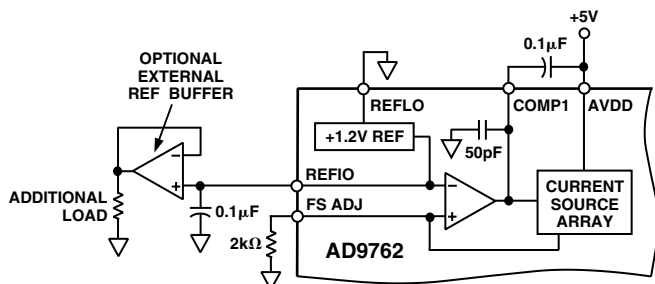 +5V
OPTIONAL
EXTERNAL
REF BUFFER
0.1μF
REFLO
COMP1
AVDD
+1.2V REF
50pF
–
+
REFIO
–
+
CURRENT
SOURCE
ARRAY
ADDITIONAL
LOAD
0.1μF
FS ADJ
2kΩ
AD9762